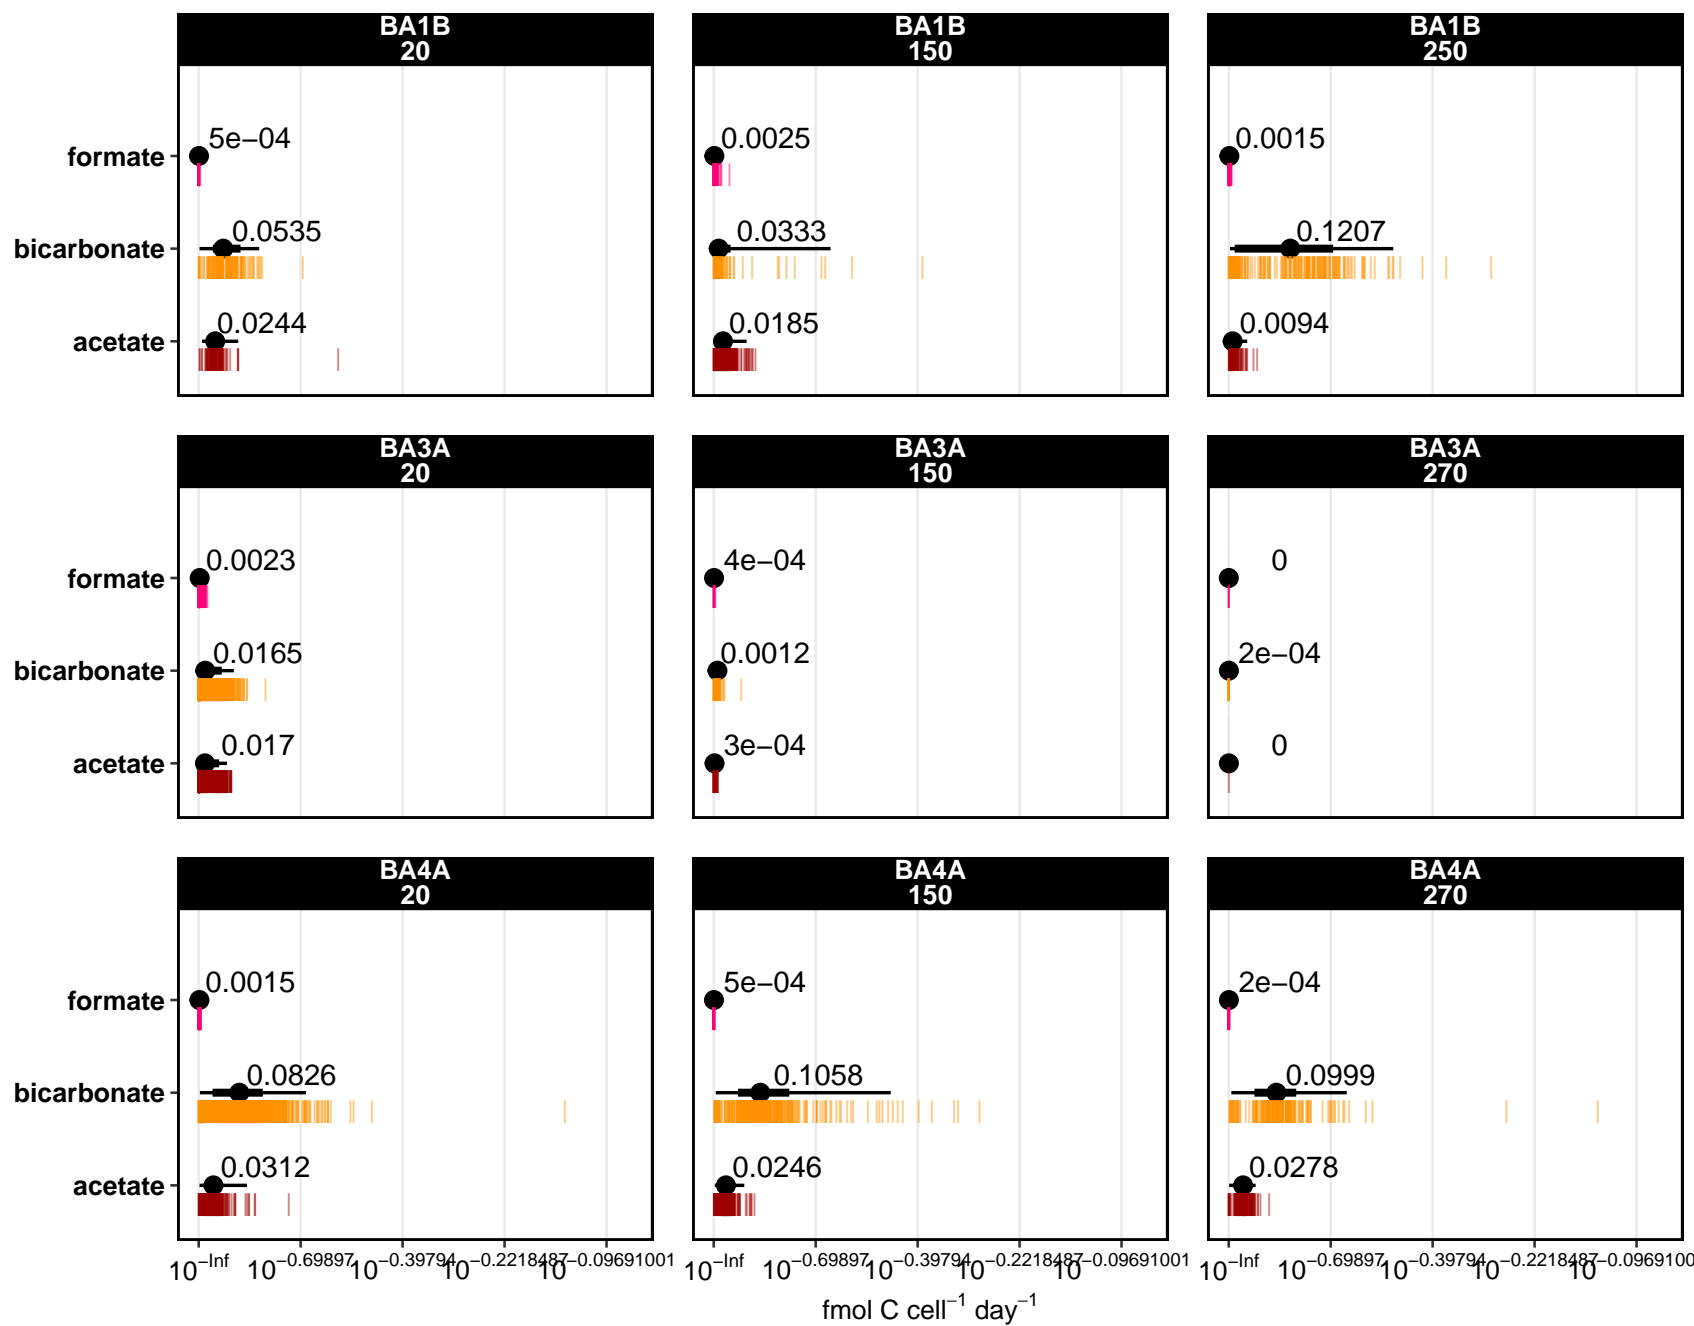 BA1B BA1B BA1B
20 150 250
formate 5e−04 0.0025 0.0015
bicarbonate 0.0535 0.0333 0.1207
acetate 0.0244 0.0185 0.0094
BA3A BA3A BA3A
20 150 270
formate 0.0023 4e−04 0
bicarbonate 0.0165 0.0012 2e−04
acetate 0.017 3e−04 0
BA4A BA4A BA4A
20 150 270
formate 0.0015 5e−04 2e−04
bicarbonate 0.0826 0.1058 0.0999
acetate 0.0312 0.0246 0.0278
10−Inf 10−0.69897 10−0.39794 10−0.2218487 10−0.09691001 10−Inf 10−0.69897 10−0.39794 10−0.2218487 10−0.09691001 10−Inf 10−0.69897 10−0.39794 10−0.2218487 10−0.0969100
fmol C cell−1 day−1